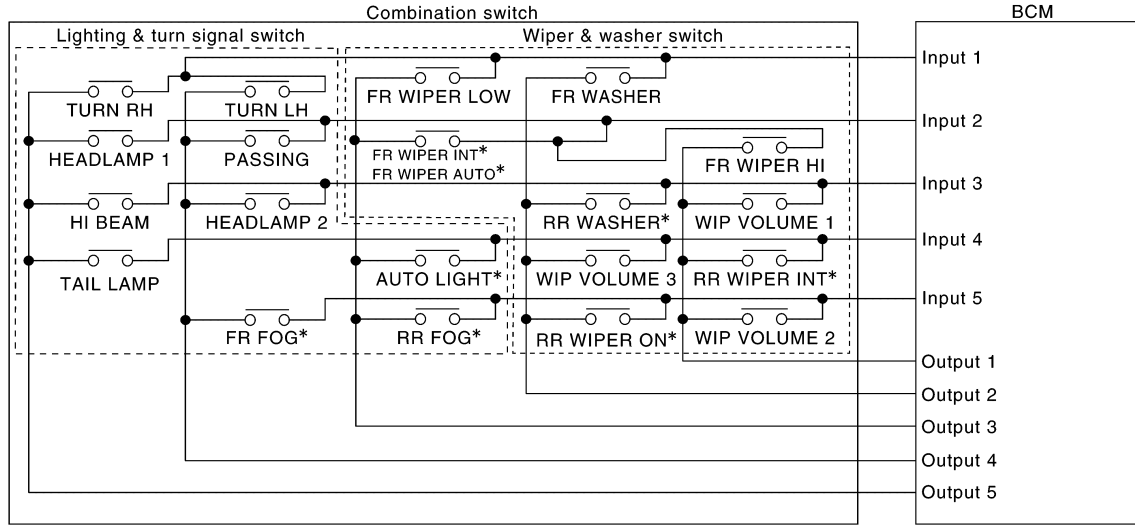 Combination switch
BCM
Lighting & turn signal switch
Wiper & washer switch
Input 1
TURN RH
TURN LH
FR WIPER LOW
FR WASHER
Input 2
HEADLAMP 1
PASSING
FR WIPER INT*
FR WIPER AUTO*
FR WIPER HI
Input 3
HI BEAM
HEADLAMP 2
RR WASHER*
WIP VOLUME 1
Input 4
TAIL LAMP
AUTO LIGHT*
WIP VOLUME 3
RR WIPER INT*
Input 5
FR FOG*
RR FOG*
RR WIPER ON*
WIP VOLUME 2
Output 1
Output 2
Output 3
Output 4
Output 5